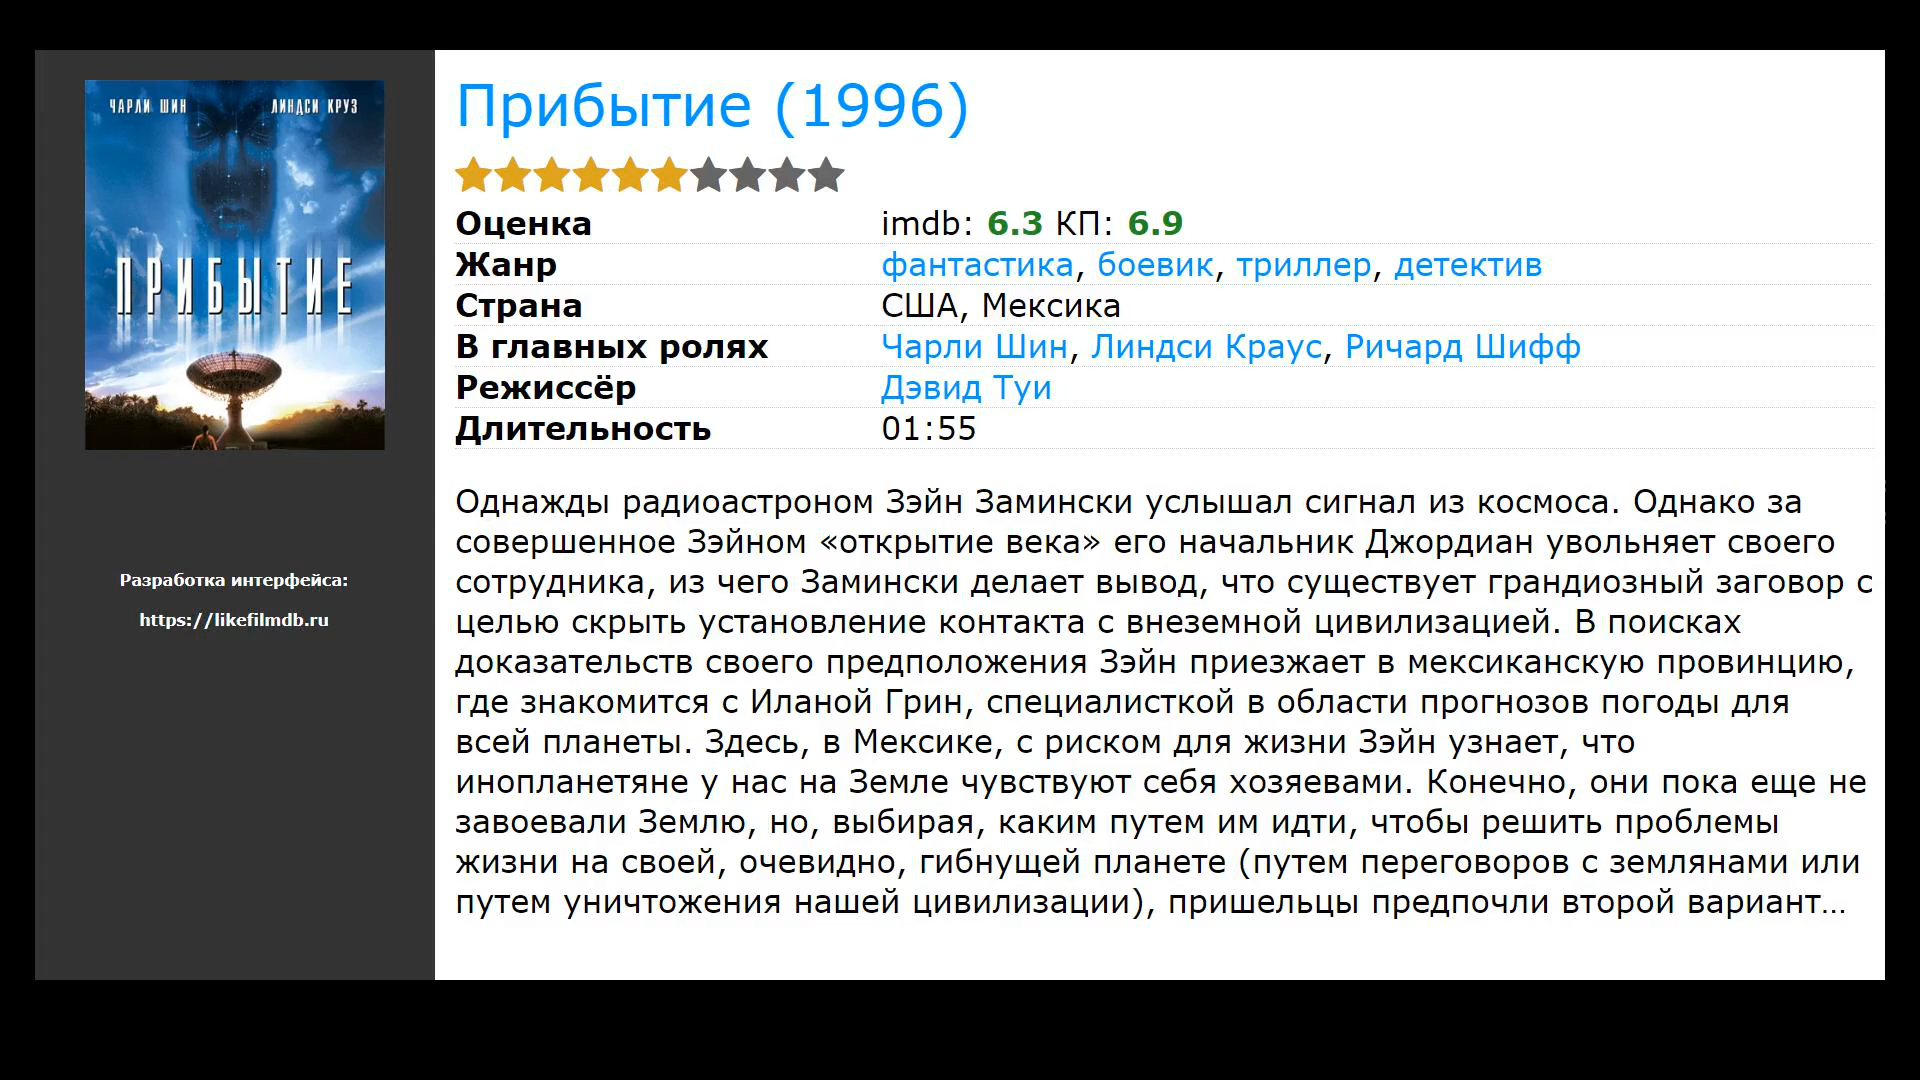 ЧАРЛИ ШИН ЛИНДСИ КРУЗ
ПРИБЫТИЕ
Разработка интерфейса:
https://likefilmdb.ru
Прибытие (1996)
Оценка imdb: 6.3 КП: 6.9
Жанр фантастика, боевик, триллер, детектив
Страна США, Мексика
В главных ролях Чарли Шин, Линдси Краус, Ричард Шифф
Режиссёр Дэвид Туи
Длительность 01:55
Однажды радиоастроном Зэйн Замински услышал сигнал из космоса. Однако за
совершенное Зэйном «открытие века» его начальник Джордиан увольняет своего
сотрудника, из чего Замински делает вывод, что существует грандиозный заговор с
целью скрыть установление контакта с внеземной цивилизацией. В поисках
доказательств своего предположения Зэйн приезжает в мексиканскую провинцию,
где знакомится с Иланой Грин, специалисткой в области прогнозов погоды для
всей планеты. Здесь, в Мексике, с риском для жизни Зэйн узнает, что
инопланетяне у нас на Земле чувствуют себя хозяевами. Конечно, они пока еще не
завоевали Землю, но, выбирая, каким путем им идти, чтобы решить проблемы
жизни на своей, очевидно, гибнущей планете (путем переговоров с землянами или
путем уничтожения нашей цивилизации), пришельцы предпочли второй вариант…